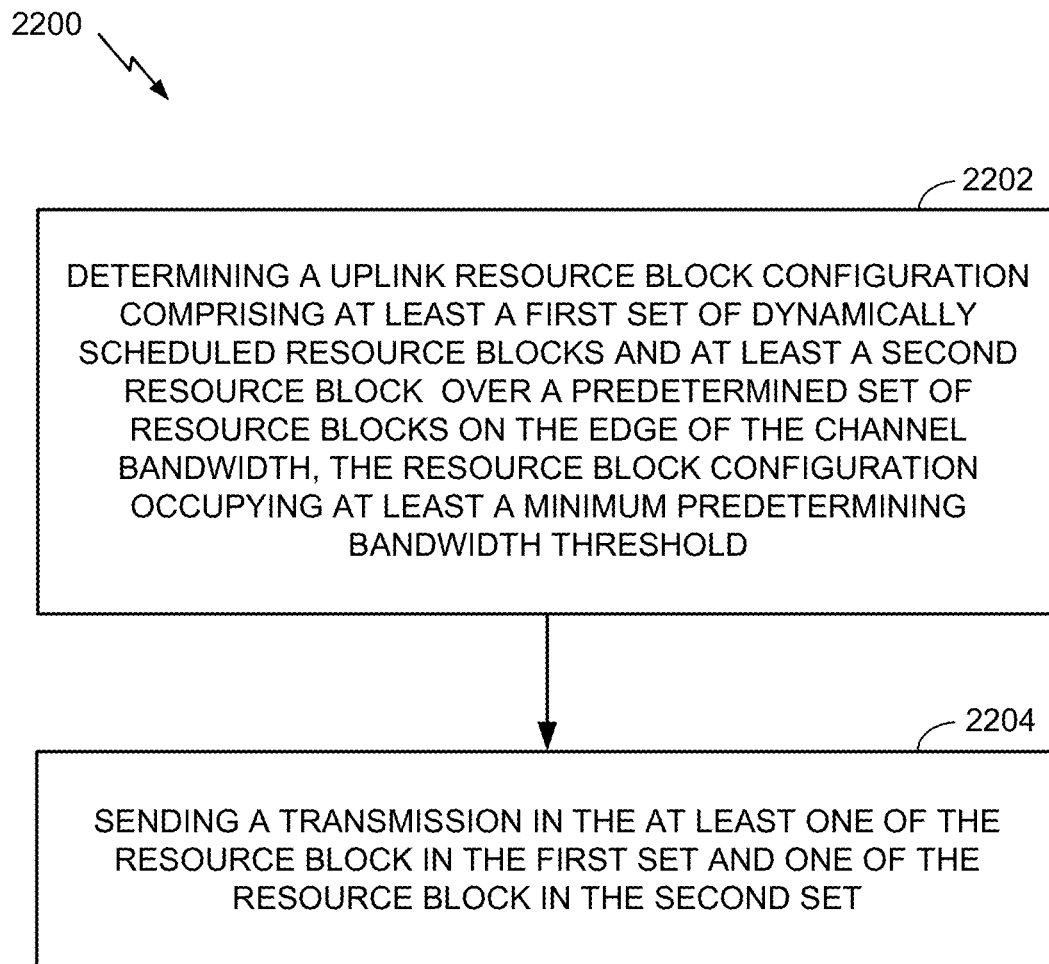 2200
2202
DETERMINING A UPLINK RESOURCE BLOCK CONFIGURATION
COMPRISING AT LEAST A FIRST SET OF DYNAMICALLY
SCHEDULED RESOURCE BLOCKS AND AT LEAST A SECOND
RESOURCE BLOCK OVER A PREDETERMINED SET OF
RESOURCE BLOCKS ON THE EDGE OF THE CHANNEL
BANDWIDTH, THE RESOURCE BLOCK CONFIGURATION
OCCUPYING AT LEAST A MINIMUM PREDETERMINING
BANDWIDTH THRESHOLD
2204
SENDING A TRANSMISSION IN THE AT LEAST ONE OF THE
RESOURCE BLOCK IN THE FIRST SET AND ONE OF THE
RESOURCE BLOCK IN THE SECOND SET